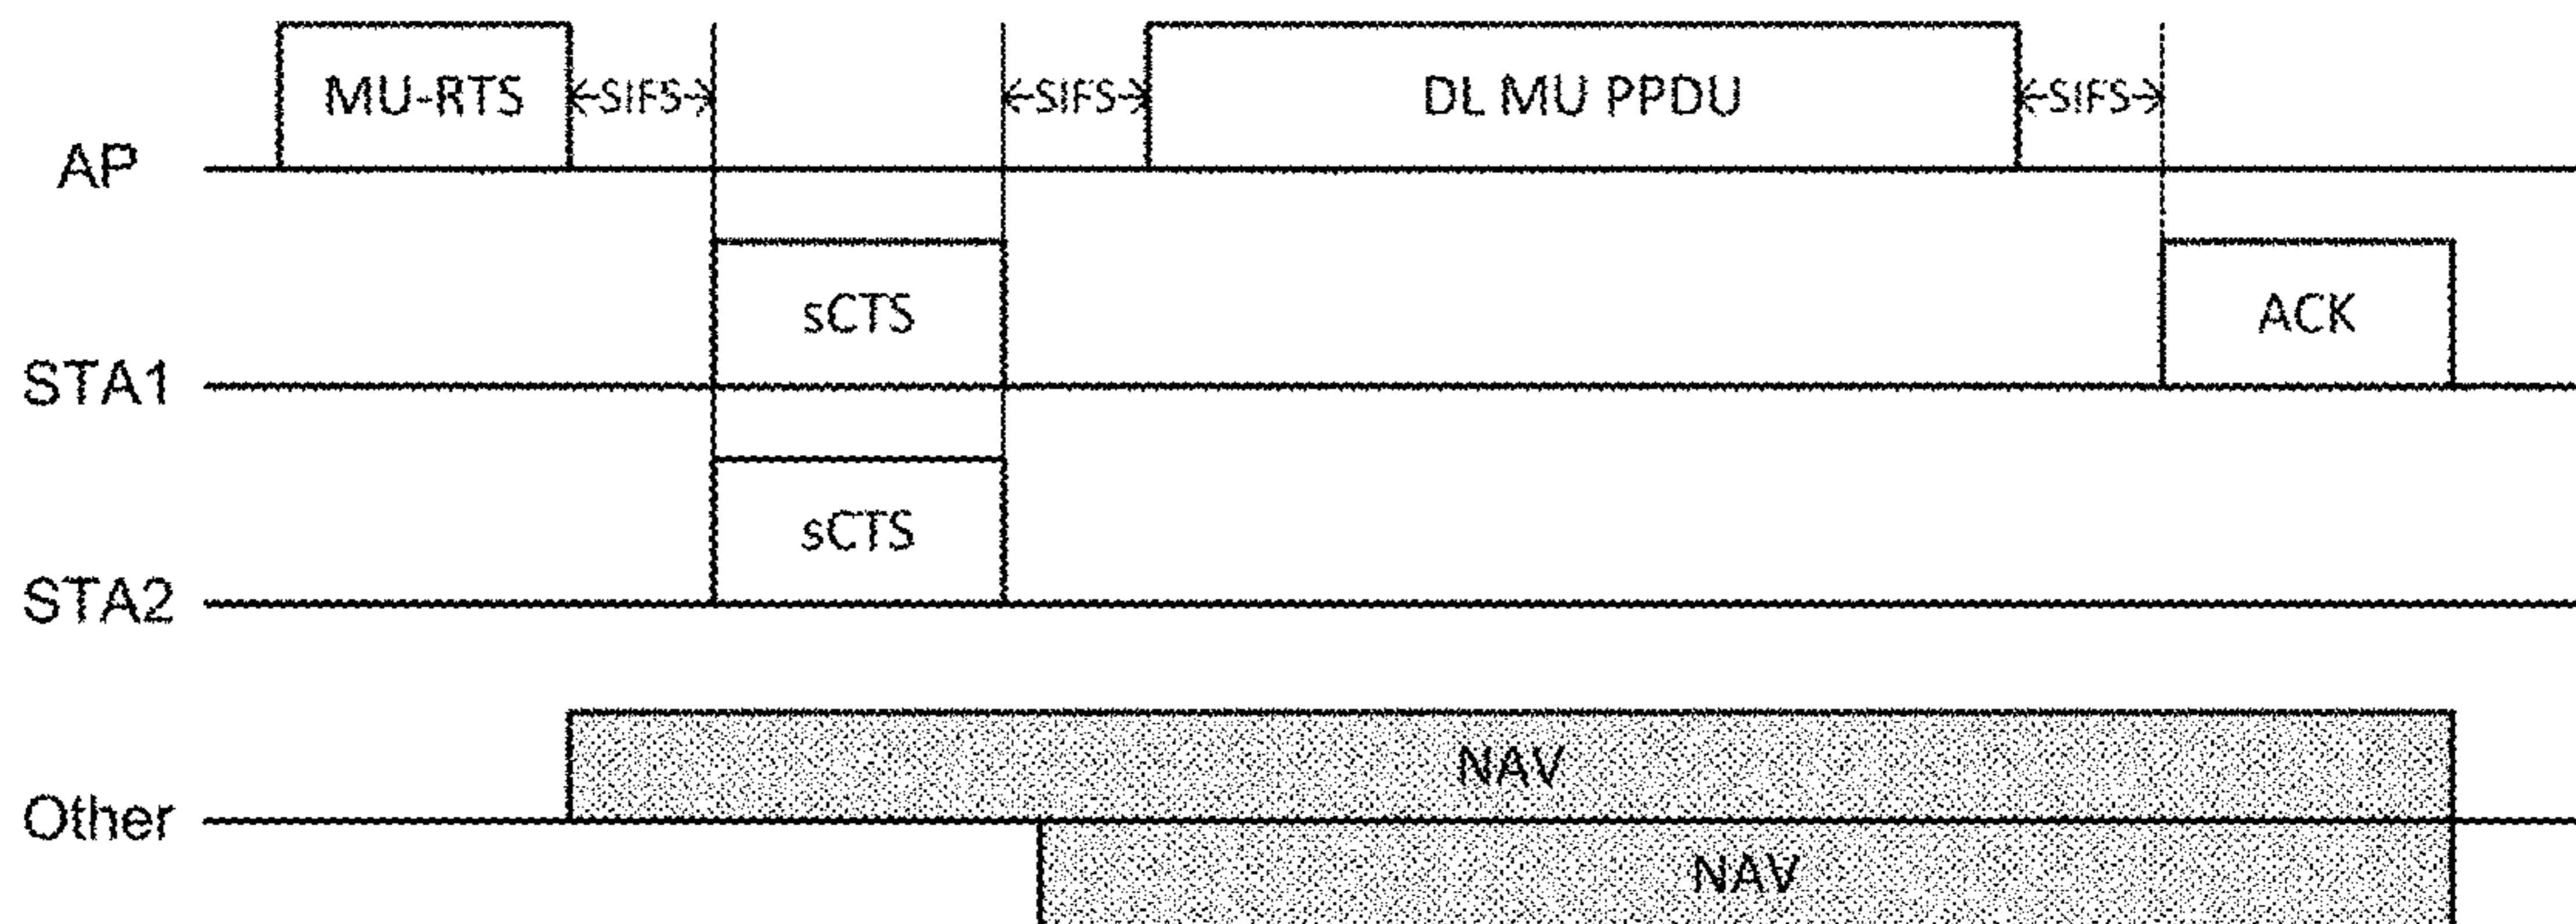 MU-RTS
SIFS
SIFS
DL MU PPDU
SIFS
AP
sCTS
ACK
STA1
sCTS
STA2
NAV
Other
NAV